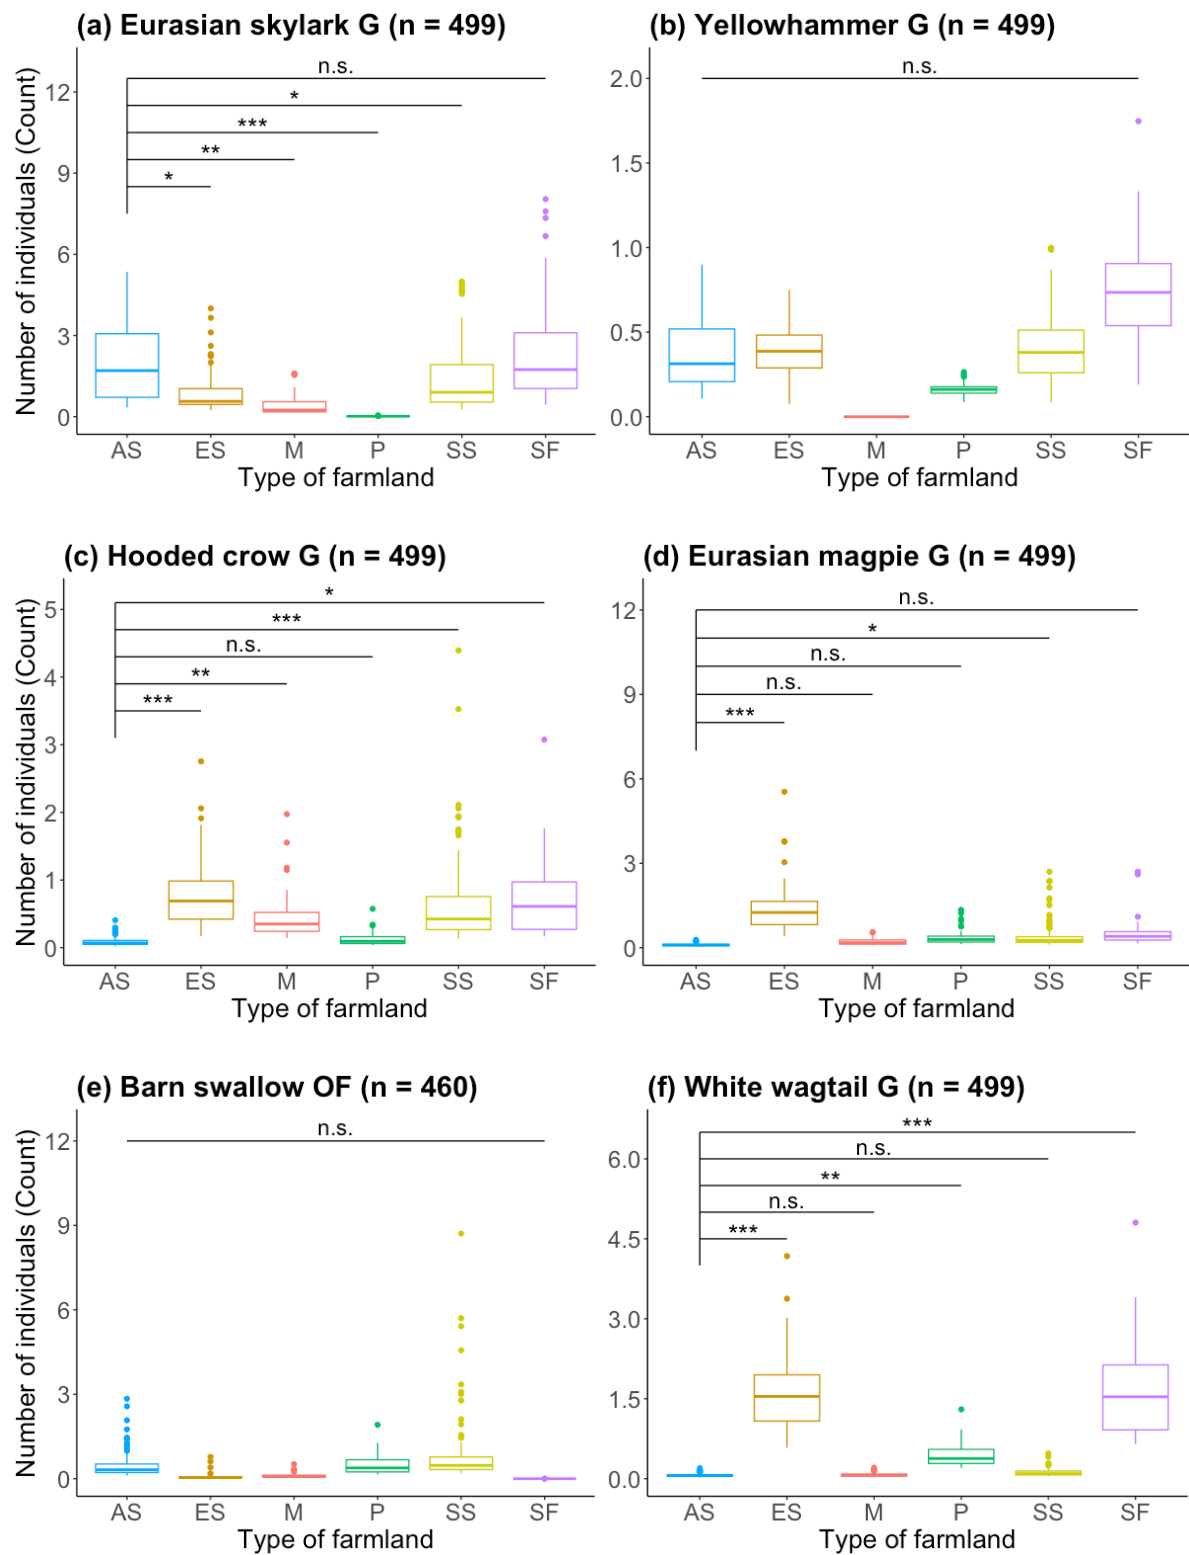 (a) Eurasian skylark G (n = 499)
Number of individuals (Count)
12
9
6
3
0
n.s.
*
***
**
*
AS ES M P SS SF
Type of farmland
(b) Yellowhammer G (n = 499)
2.0
1.5
1.0
0.5
0.0
n.s.
AS ES M P SS SF
Type of farmland
(c) Hooded crow G (n = 499)
Number of individuals (Count)
5
4
3
2
1
0
*
***
n.s.
**
***
AS ES M P SS SF
Type of farmland
(d) Eurasian magpie G (n = 499)
12
9
6
3
0
n.s.
*
n.s.
n.s.
***
AS ES M P SS SF
Type of farmland
(e) Barn swallow OF (n = 460)
Number of individuals (Count)
12
9
6
3
0
n.s.
AS ES M P SS SF
Type of farmland
(f) White wagtail G (n = 499)
6.0
4.5
3.0
1.5
0.0
***
n.s.
**
n.s.
***
AS ES M P SS SF
Type of farmland